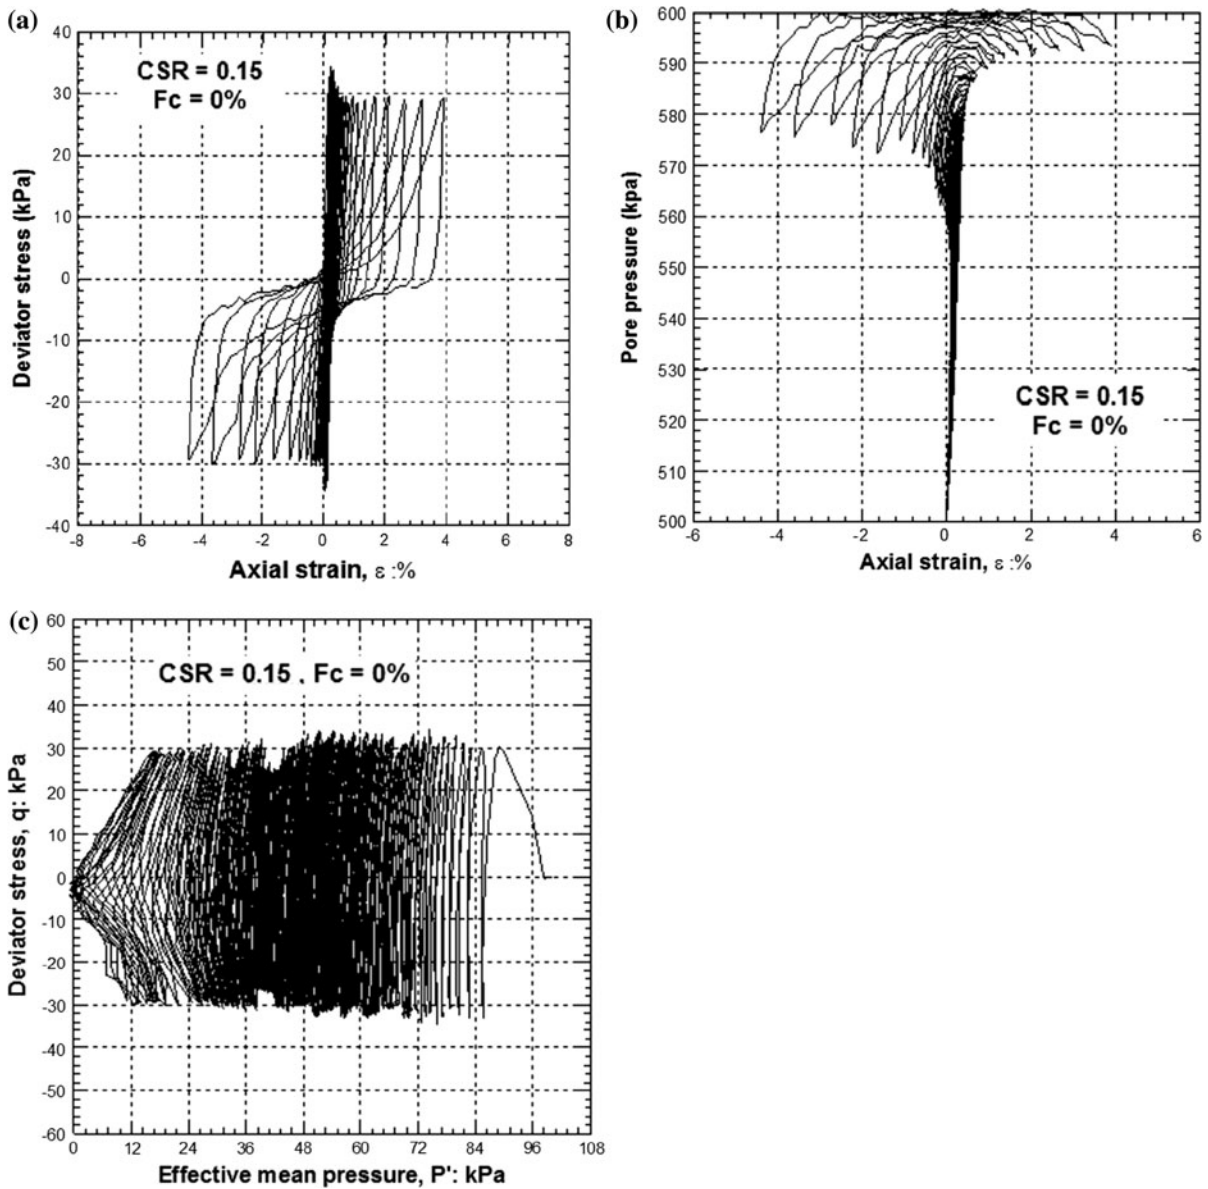 (a)
40
30
20
10
0
-10
-20
-30
-40
Deviator stress (kPa)
CSR = 0.15
Fc = 0%
-8 -6 -4 -2 0 2 4 6 8
Axial strain, ε :%
(b)
600
590
580
570
560
550
540
530
520
510
500
Pore pressure (kpa)
CSR = 0.15
Fc = 0%
-6 -4 -2 0 2 4 6
Axial strain, ε :%
(c)
60
50
40
30
20
10
0
-10
-20
-30
-40
-50
-60
Deviator stress, q: kPa
CSR = 0.15 , Fc = 0%
0 12 24 36 48 60 72 84 96 108
Effective mean pressure, P': kPa